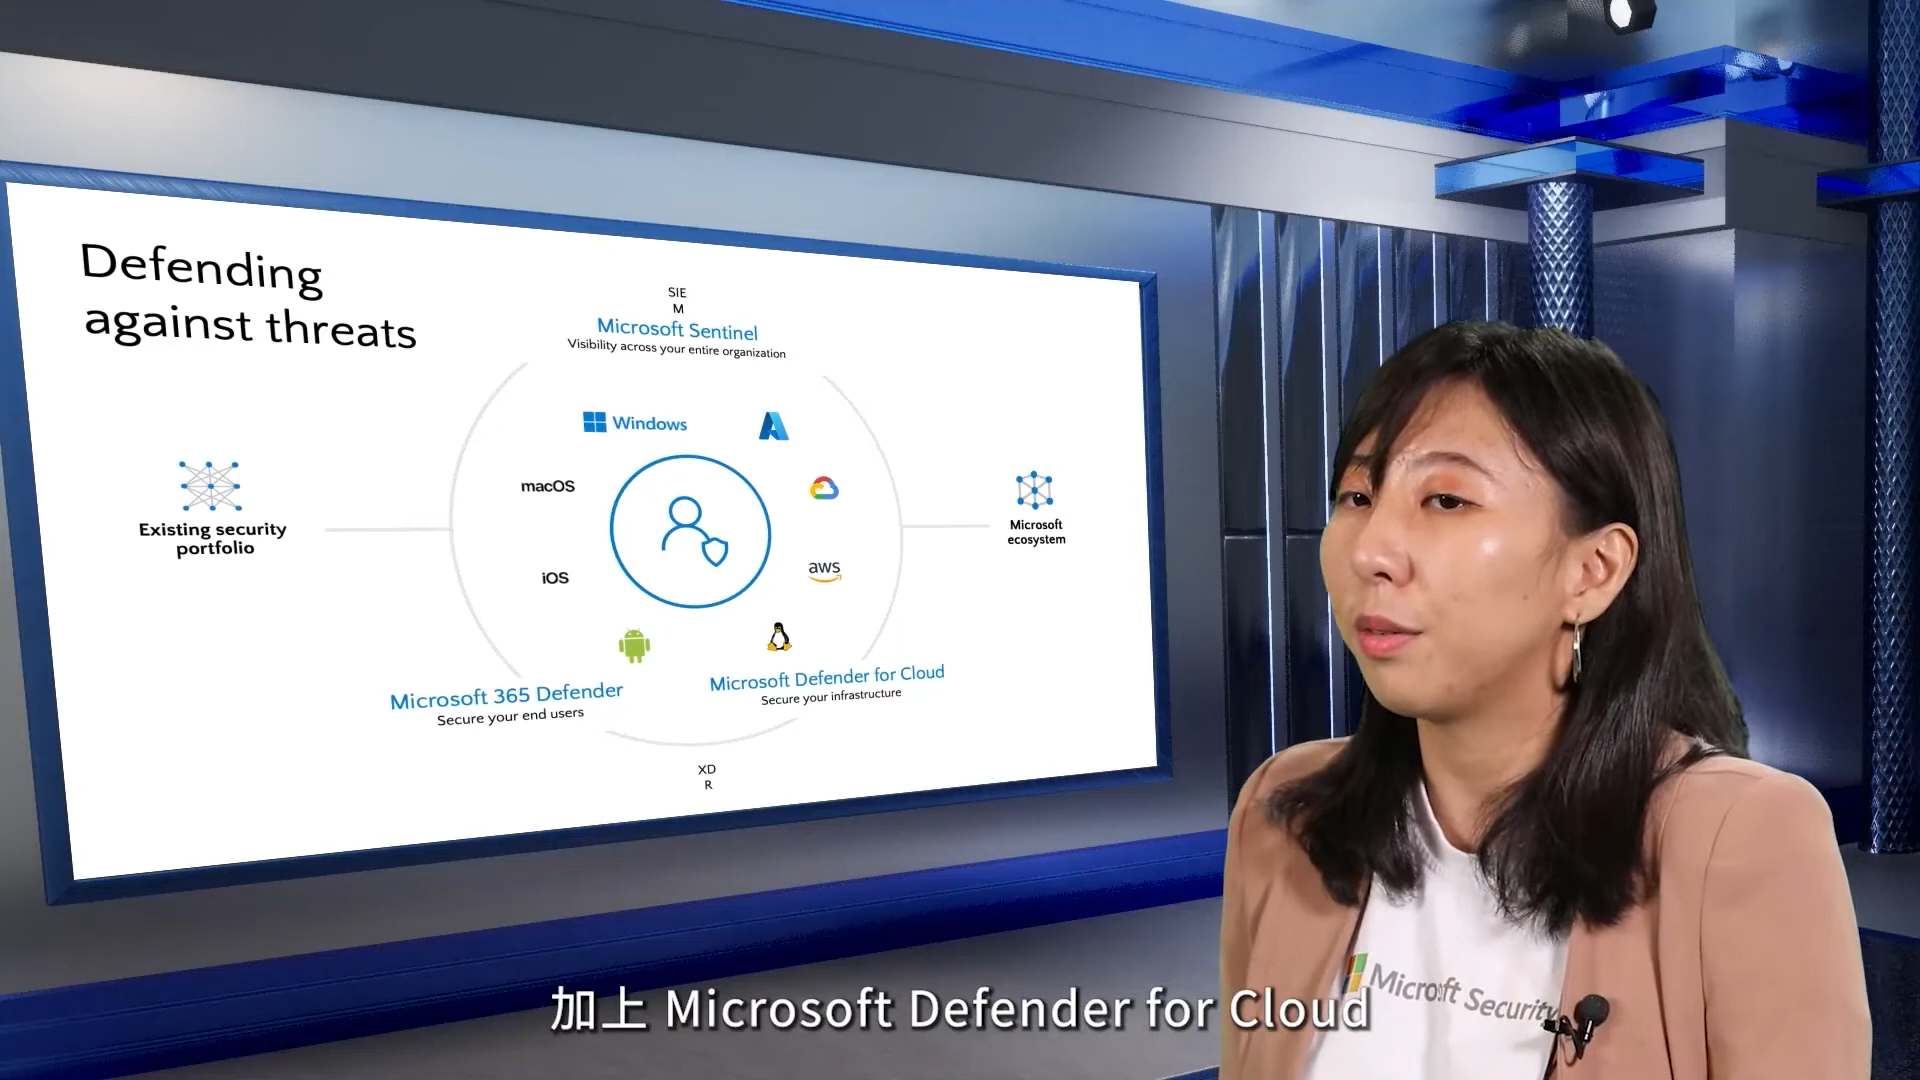 Defending
against threats
SIE
M
Microsoft Sentinel
Visibility across your entire organization
Windows
macOS
iOS
aws
Existing security
portfolio
Microsoft
ecosystem
Microsoft 365 Defender
Secure your end users
Microsoft Defender for Cloud
Secure your infrastructure
XD
R
Microsoft Security
加上 Microsoft Defender for Cloud